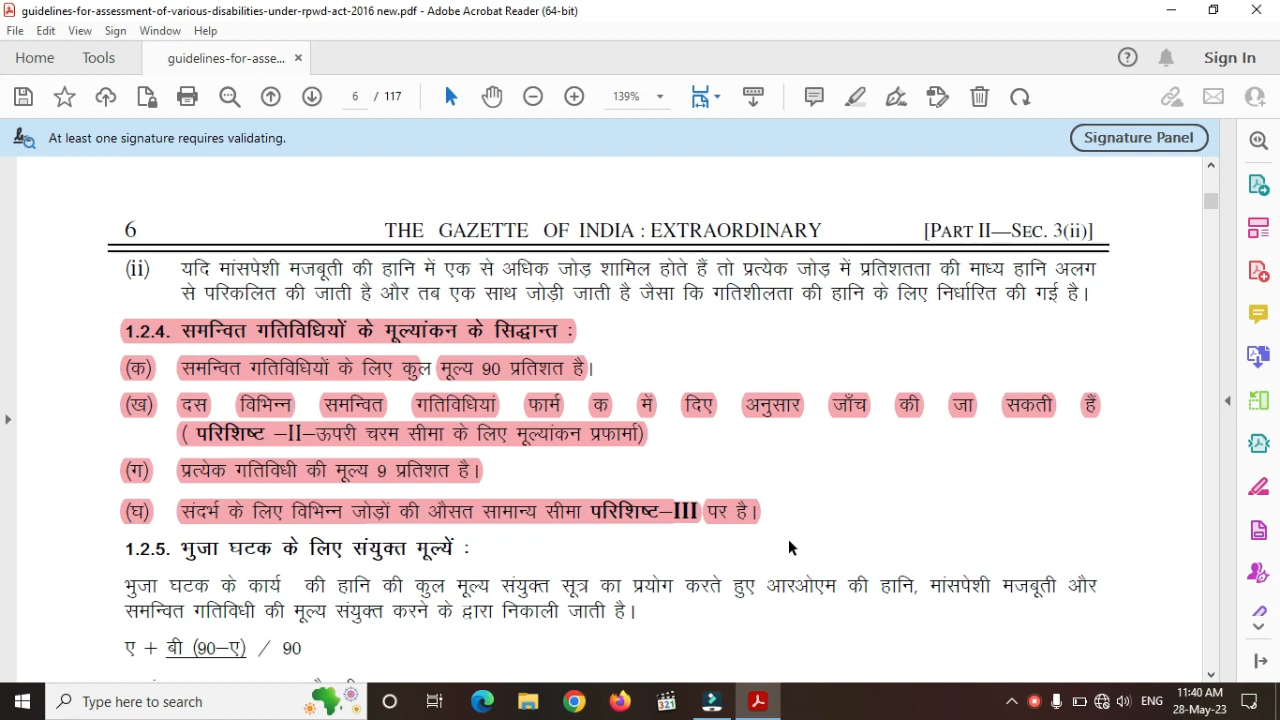 guidelines-for-assessment-of-various-disabilities-under-rpwd-act-2016 new.pdf - Adobe Acrobat Reader (64-bit)
File Edit View Sign Window Help
Home Tools guidelines-for-asse... × Sign In
6 / 117 139%
At least one signature requires validating. Signature Panel
6 THE GAZETTE OF INDIA : EXTRAORDINARY [PART II—SEC. 3(ii)]
(ii) यदि मांसपेशी मजबूती की हानि में एक से अधिक जोड़ शामिल होते हैं तो प्रत्येक जोड़ में प्रतिशतता की माध्य हानि अलग
से परिकलित की जाती है और तब एक साथ जोड़ी जाती है जैसा कि गतिशीलता की हानि के लिए निर्धारित की गई है।
1.2.4. समन्वित गतिविधियों के मूल्यांकन के सिद्धान्त :
(क) समन्वित गतिविधियों के लिए कुल मूल्य 90 प्रतिशत है।
(ख) दस विभिन्न समन्वित गतिविधियां फार्म क में दिए अनुसार जाँच की जा सकती हैं
( परिशिष्ट –II–ऊपरी चरम सीमा के लिए मूल्यांकन प्रफार्मा)
(ग) प्रत्येक गतिविधी की मूल्य 9 प्रतिशत है।
(घ) संदर्भ के लिए विभिन्न जोड़ों की औसत सामान्य सीमा परिशिष्ट–III पर है।
1.2.5. भुजा घटक के लिए संयुक्त मूल्यें :
भुजा घटक के कार्य की हानि की कुल मूल्य संयुक्त सूत्र का प्रयोग करते हुए आरओएम की हानि, मांसपेशी मजबूती और
समन्वित गतिविधी की मूल्य संयुक्त करने के द्वारा निकाली जाती है।
ए + बी (90–ए) / 90
Type here to search 321 ENG 11:40 AM
28-May-23